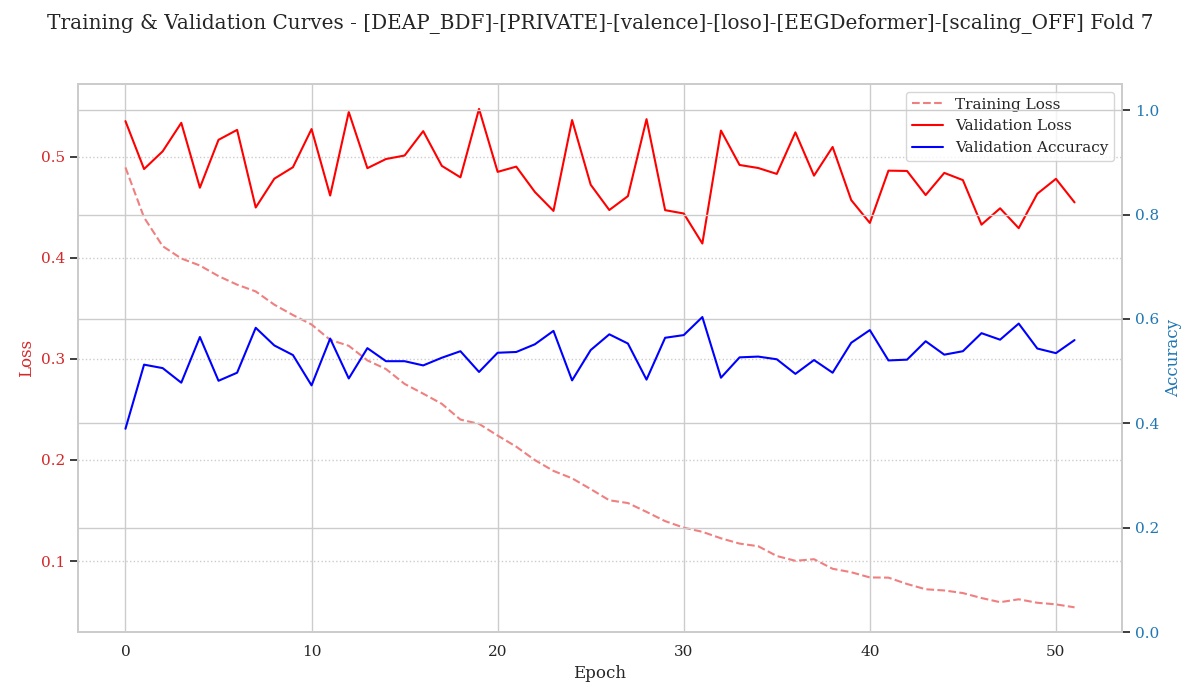 Training & Validation Curves - [DEAP_BDF]-[PRIVATE]-[valence]-[loso]-[EEGDeformer]-[scaling_OFF] Fold 7
Training Loss
Validation Loss
Validation Accuracy
0.5
0.4
0.3
0.2
0.1
Loss
1.0
0.8
0.6
0.4
0.2
0.0
Accuracy
0
10
20
30
40
50
Epoch